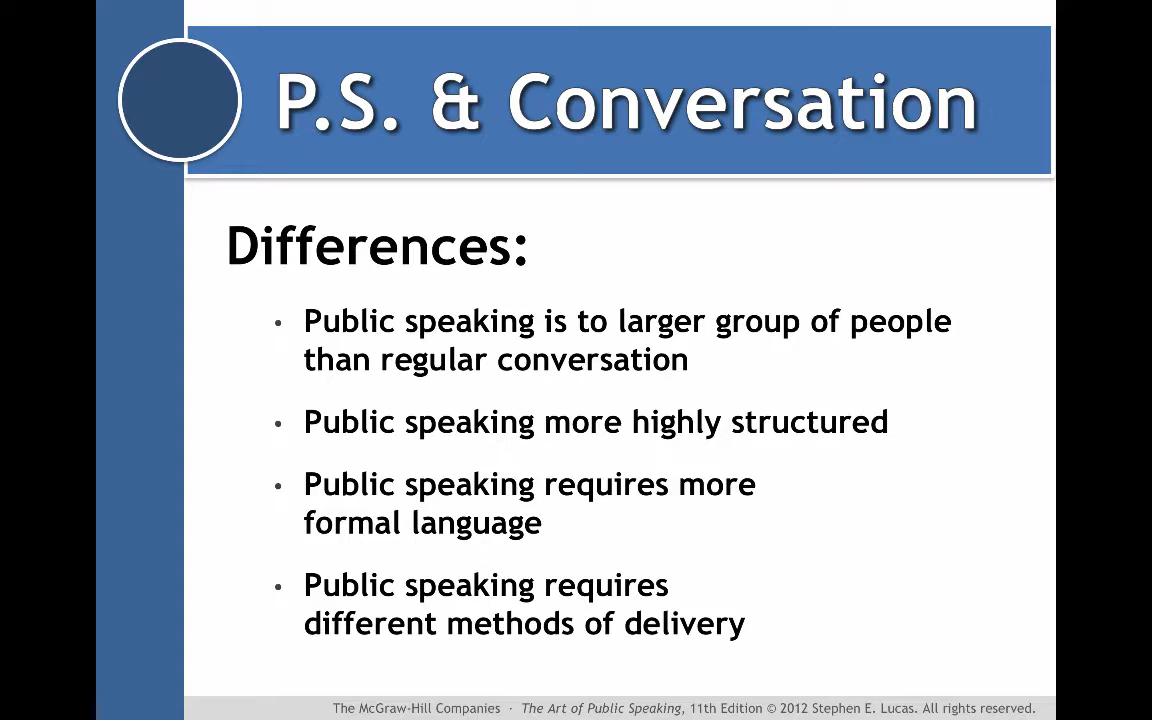 P.S. & Conversation
Differences:
• Public speaking is to larger group of people
than regular conversation
• Public speaking more highly structured
• Public speaking requires more
formal language
• Public speaking requires
different methods of delivery
The McGraw-Hill Companies · The Art of Public Speaking, 11th Edition © 2012 Stephen E. Lucas. All rights reserved.